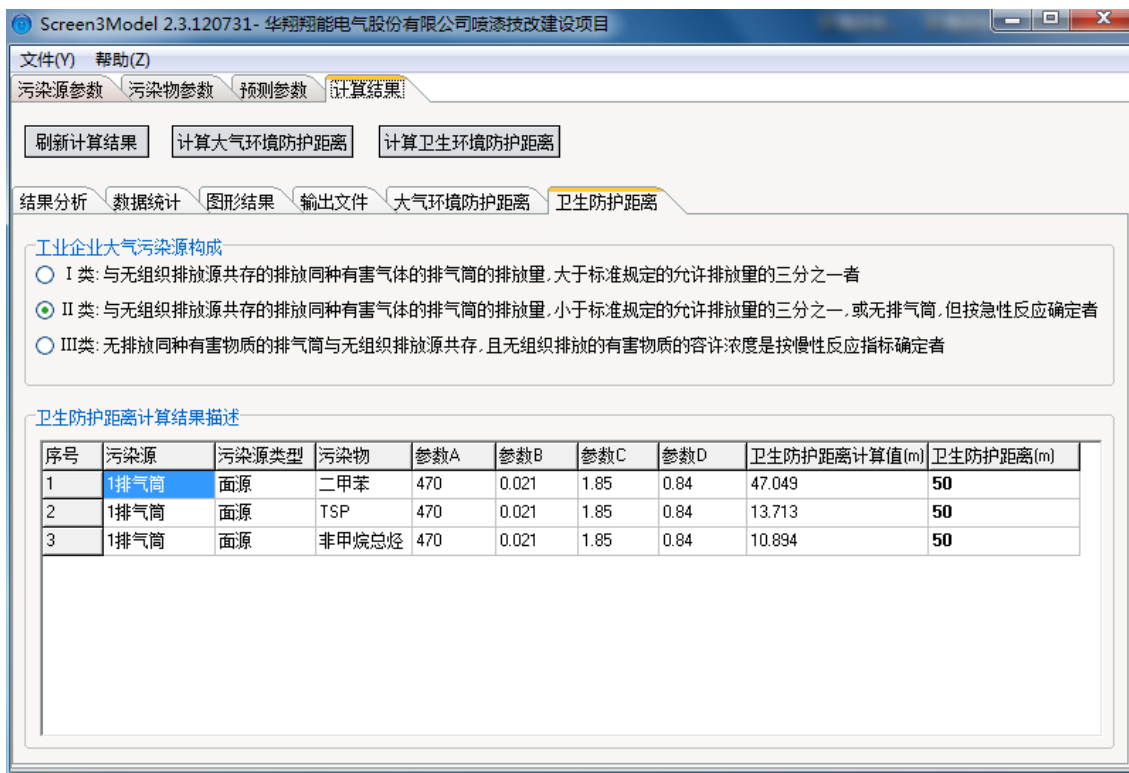 Screen3Model 2.3.120731- 华翔翔能电气股份有限公司喷漆技改建设项目
文件(Y) 帮助(Z)
污染源参数 污染物参数 预测参数 计算结果
刷新计算结果 计算大气环境防护距离 计算卫生环境防护距离
结果分析 数据统计 图形结果 输出文件 大气环境防护距离 卫生防护距离
工业企业大气污染源构成
I 类: 与无组织排放源共存的排放同种有害气体的排气筒的排放量,大于标准规定的允许排放量的三分之一者
II 类: 与无组织排放源共存的排放同种有害气体的排气筒的排放量,小于标准规定的允许排放量的三分之一,或无排气筒,但按急性反应确定者
III类: 无排放同种有害物质的排气筒与无组织排放源共存,且无组织排放的有害物质的容许浓度是按慢性反应指标确定者
卫生防护距离计算结果描述
序号 污染源 污染源类型 污染物 参数A 参数B 参数C 参数D 卫生防护距离计算值(m) 卫生防护距离(m)
1 1排气筒 面源 二甲苯 470 0.021 1.85 0.84 47.049 50
2 1排气筒 面源 TSP 470 0.021 1.85 0.84 13.713 50
3 1排气筒 面源 非甲烷总烃 470 0.021 1.85 0.84 10.894 50